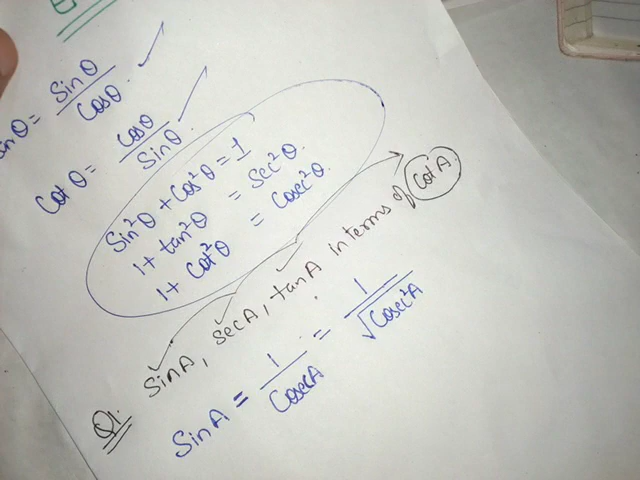 tanθ = Sinθ / Cosθ
Cotθ = Cosθ / Sinθ
Sin²θ + Cos²θ = 1
1 + tan²θ = Sec²θ
1 + Cot²θ = Cosec²θ
Q1. SinA, secA, tanA in terms of Cot A.
SinA = 1 / CosecA = 1 / √Cosec²A